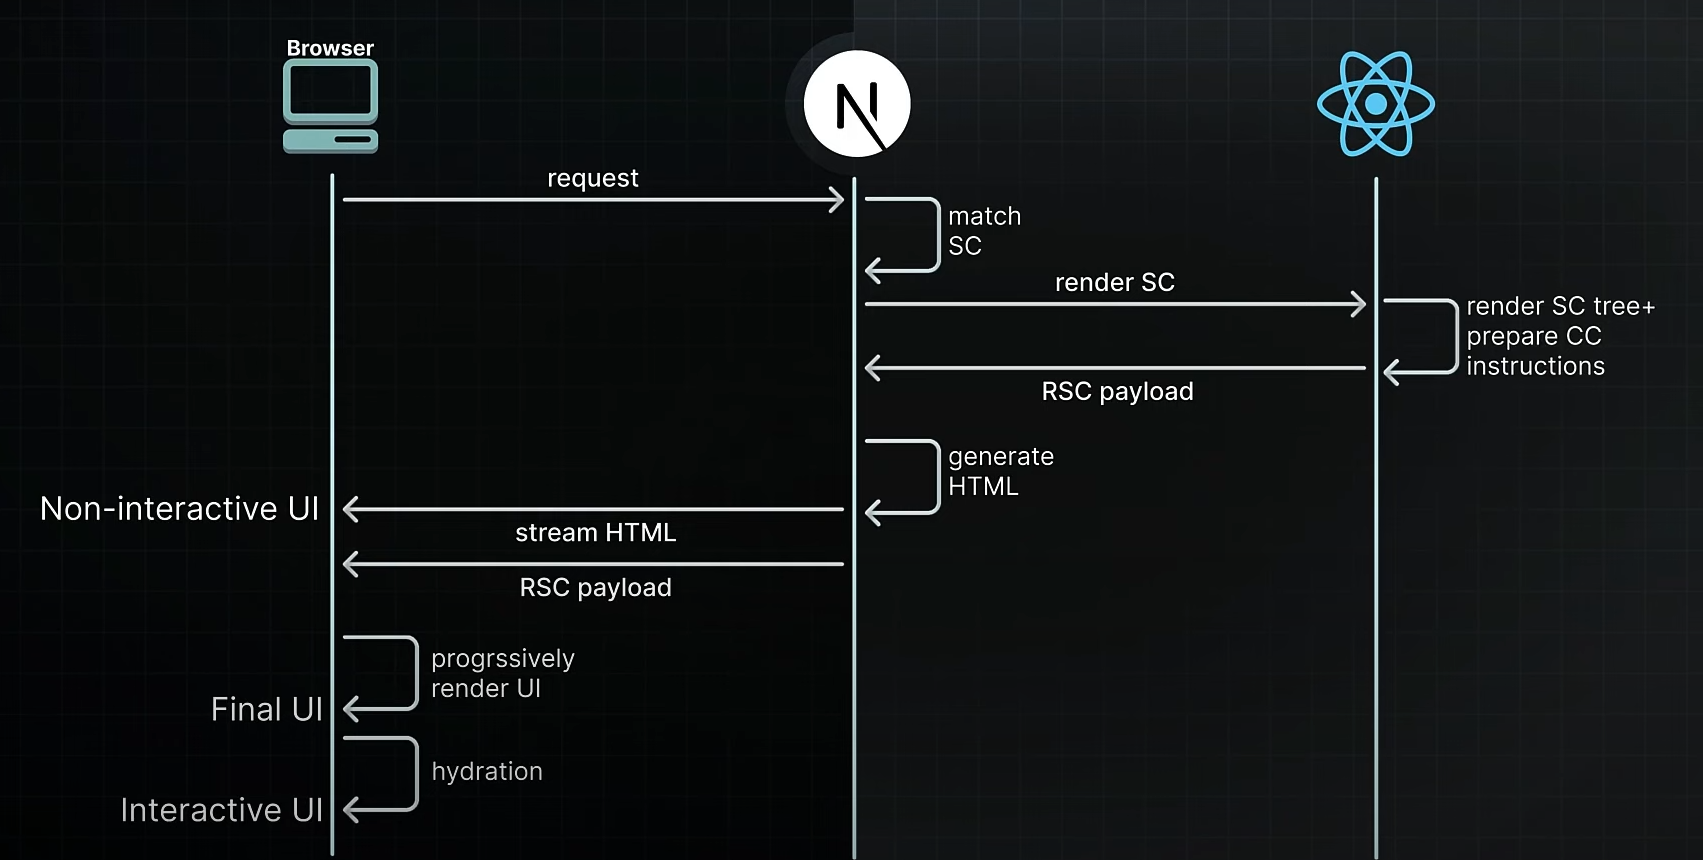 Browser
N
request
match
SC
render SC
render SC tree+
prepare CC
instructions
RSC payload
generate
HTML
Non-interactive UI
stream HTML
RSC payload
progrssively
render UI
Final UI
hydration
Interactive UI